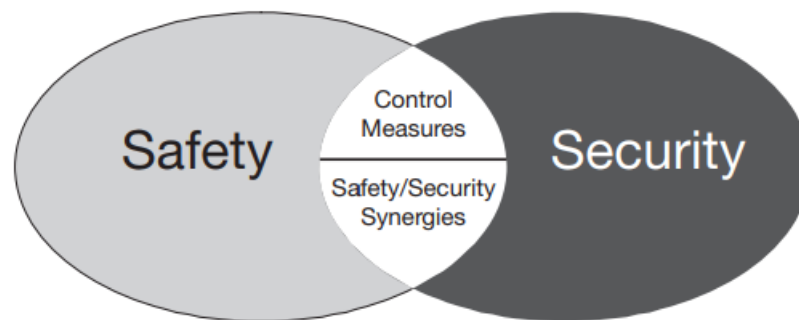 Safety
Control
Measures
Safety/Security
Synergies
Security